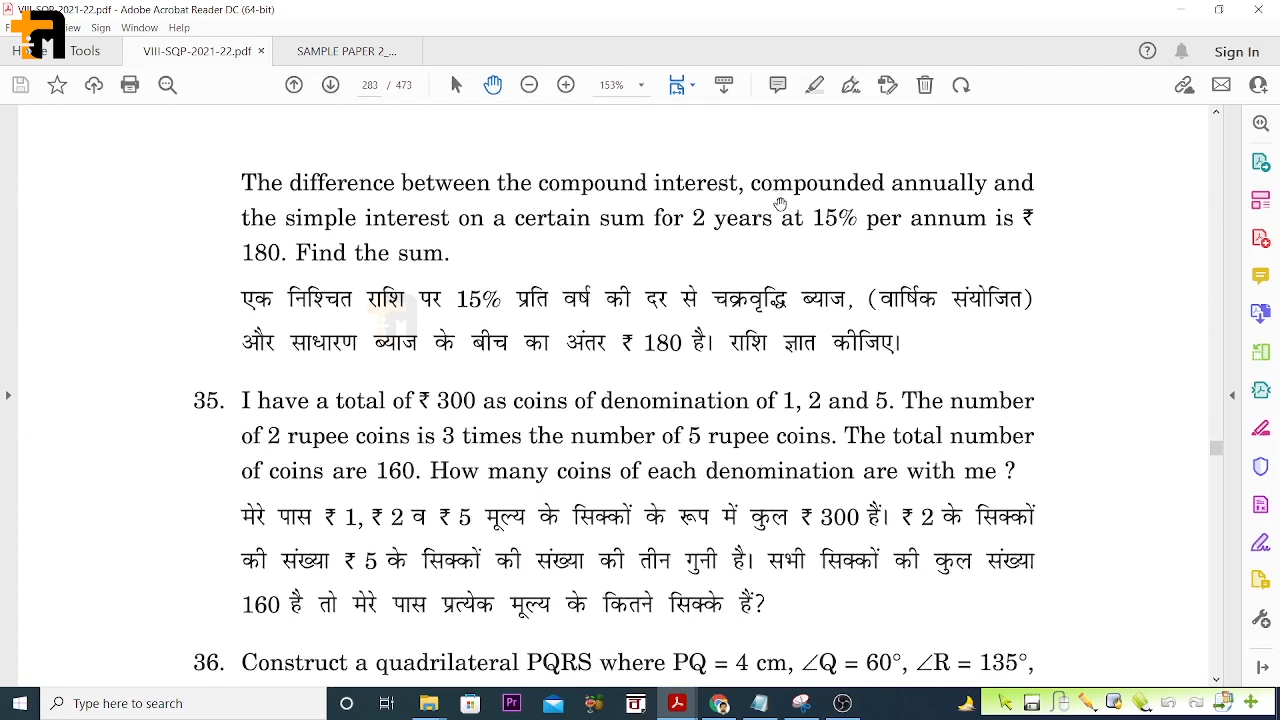 VIII-SQP-2021-22.pdf - Adobe Acrobat Reader DC (64-bit)
View Sign Window Help
Tools VIII-SQP-2021-22.pdf × SAMPLE PAPER 2_... Sign In
283 / 473 153%
The difference between the compound interest, compounded annually and
the simple interest on a certain sum for 2 years at 15% per annum is ₹
180. Find the sum.
एक निश्चित राशि पर 15% प्रति वर्ष की दर से चक्रवृद्धि ब्याज, (वार्षिक संयोजित)
और साधारण ब्याज के बीच का अंतर ₹ 180 है। राशि ज्ञात कीजिए।
35. I have a total of ₹ 300 as coins of denomination of 1, 2 and 5. The number
of 2 rupee coins is 3 times the number of 5 rupee coins. The total number
of coins are 160. How many coins of each denomination are with me ?
मेरे पास ₹ 1, ₹ 2 व ₹ 5 मूल्य के सिक्कों के रूप में कुल ₹ 300 हैं। ₹ 2 के सिक्कों
की संख्या ₹ 5 के सिक्कों की संख्या की तीन गुनी है। सभी सिक्कों की कुल संख्या
160 है तो मेरे पास प्रत्येक मूल्य के कितने सिक्के हैं?
36. Construct a quadrilateral PQRS where PQ = 4 cm, ∠Q = 60°, ∠R = 135°,
Type here to search